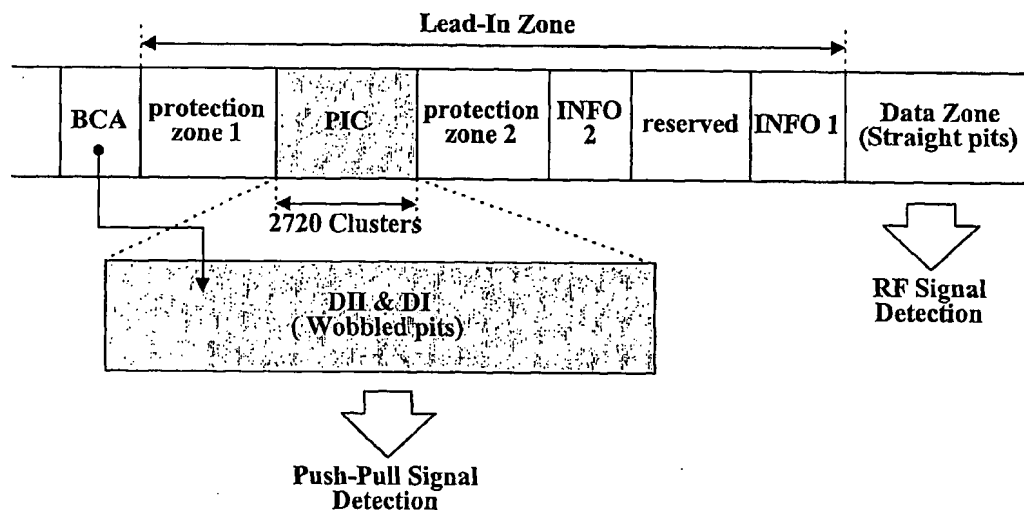 Lead-In Zone
BCA
protection
zone 1
PIC
protection
zone 2
INFO
2
reserved
INFO 1
Data Zone
(Straight pits)
2720 Clusters
DII & DI
( Wobbled pits)
RF Signal
Detection
Push-Pull Signal
Detection